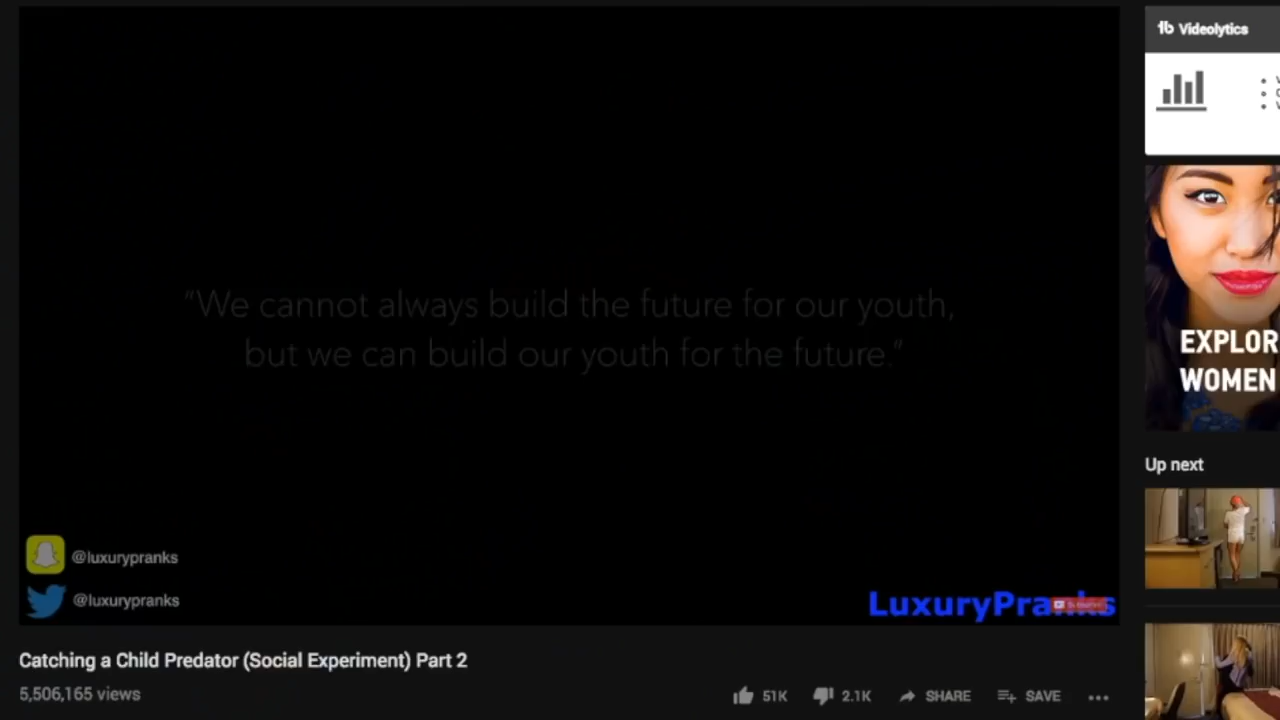 "We cannot always build the future for our youth,
but we can build our youth for the future."
@luxurypranks
@luxurypranks
LuxuryPranks
Catching a Child Predator (Social Experiment) Part 2
5,506,165 views
51K
2.1K
SHARE
SAVE
Videolytics
EXPLOR
WOMEN
Up next